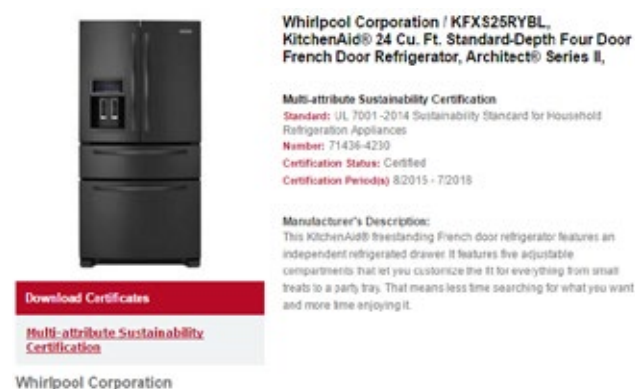 Whirlpool Corporation / KFXS25RYBL,
KitchenAid® 24 Cu. Ft. Standard-Depth Four Door
French Door Refrigerator, Architect® Series II,
Multi-attribute Sustainability Certification
Standard: UL 7001-2014 Sustainability Standard for Household
Refrigeration Appliances
Number: 71436-4230
Certification Status: Certified
Certification Period(s) 8/2015 - 7/2018
Manufacturer's Description:
This KitchenAid® freestanding French door refrigerator features an
independent refrigerated drawer. It features five adjustable
compartments that let you customize the fit for everything from small
treats to a party tray. That means less time searching for what you want
and more time enjoying it.
Download Certificates
Multi-attribute Sustainability
Certification
Whirlpool Corporation